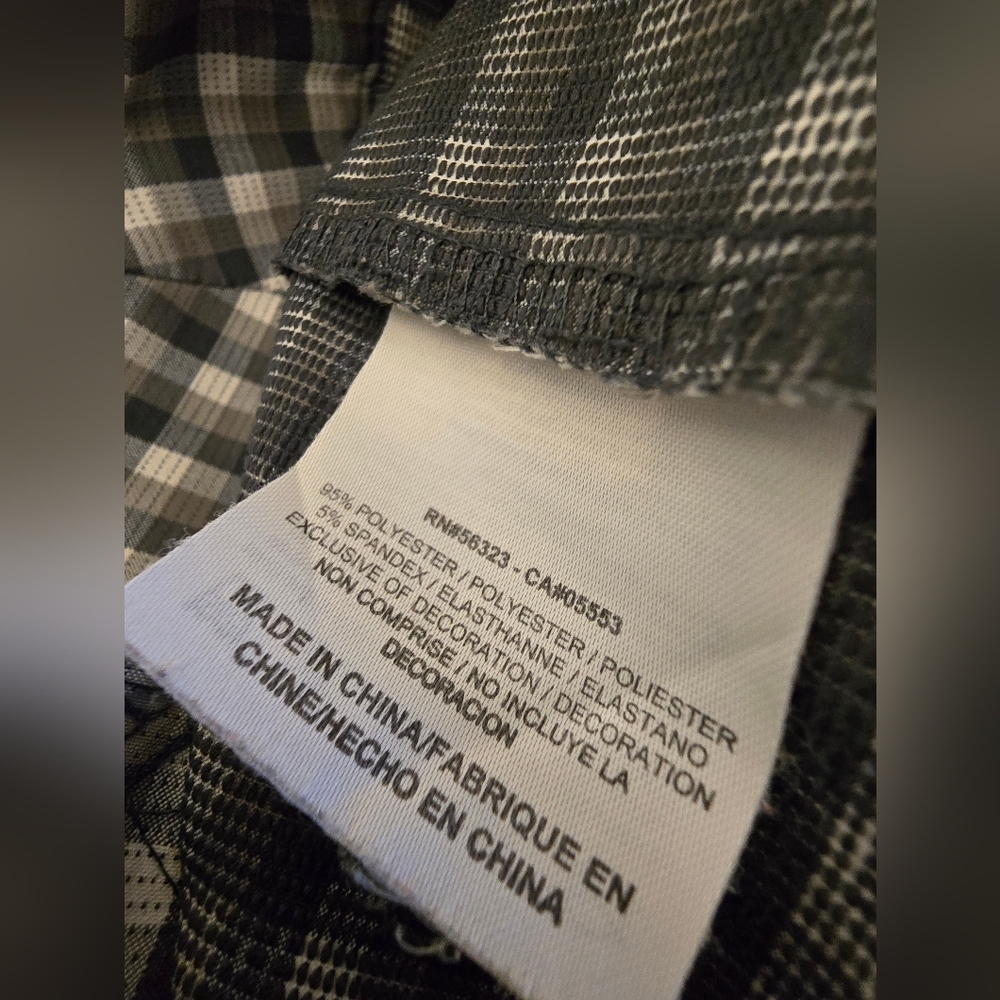 RN#56323 - CA#05553
95% POLYESTER / POLYESTER / POLIESTER
5% SPANDEX / ELASTHANNE / ELASTANO
EXCLUSIVE OF DECORATION / DECORATION
NON COMPRISE / NO INCLUYE LA
DECORACION
MADE IN CHINA/FABRIQUE EN
CHINE/HECHO EN CHINA